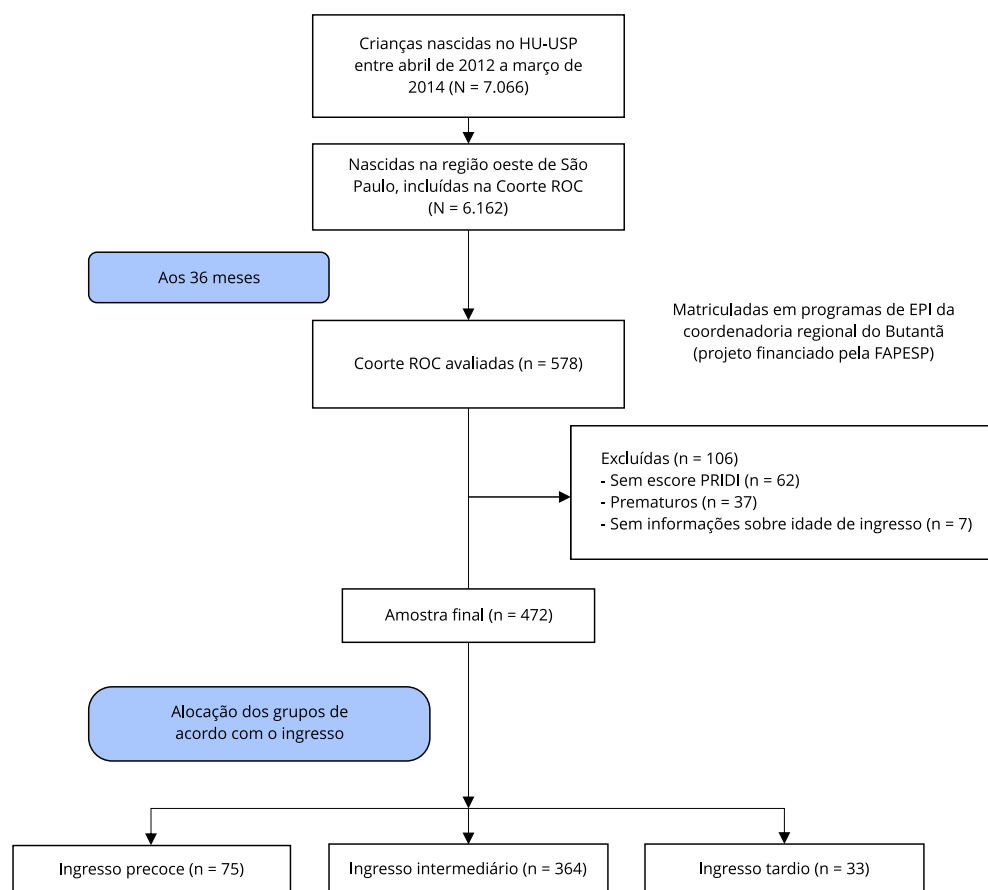 Crianças nascidas no HU-USP
entre abril de 2012 a março de
2014 (N = 7.066)
Nascidas na região oeste de São
Paulo, incluídas na Coorte ROC
(N = 6.162)
Aos 36 meses
Matriculadas em programas de EPI da
coordenadoria regional do Butantã
(projeto financiado pela FAPESP)
Coorte ROC avaliadas (n = 578)
Excluídas (n = 106)
- Sem escore PRIDI (n = 62)
- Prematuros (n = 37)
- Sem informações sobre idade de ingresso (n = 7)
Amostra final (n = 472)
Alocação dos grupos de
acordo com o ingresso
Ingresso precoce (n = 75)
Ingresso intermediário (n = 364)
Ingresso tardio (n = 33)